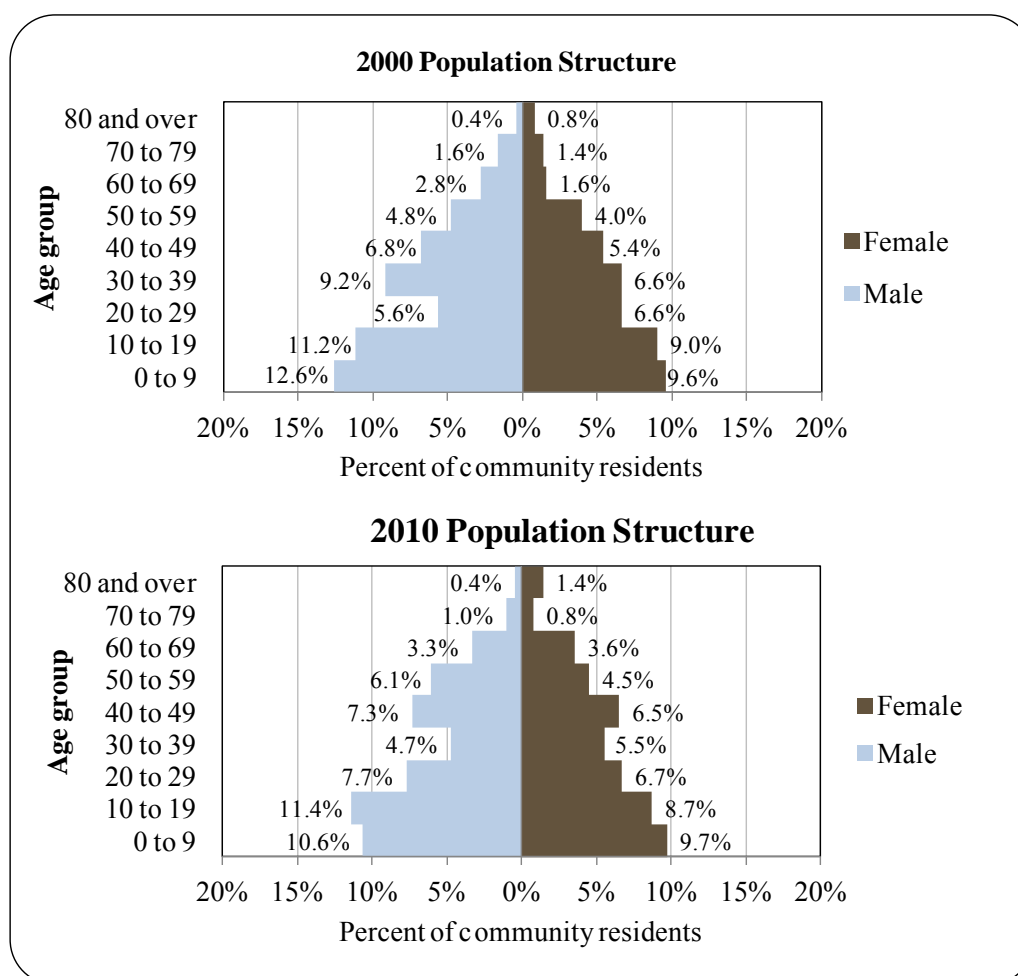 2000 Population Structure
80 and over 0.4% 0.8%
70 to 79 1.6% 1.4%
60 to 69 2.8% 1.6%
50 to 59 4.8% 4.0%
40 to 49 6.8% 5.4%
30 to 39 9.2% 6.6%
20 to 29 5.6% 6.6%
10 to 19 11.2% 9.0%
0 to 9 12.6% 9.6%
Age group
Female
Male
20% 15% 10% 5% 0% 5% 10% 15% 20%
Percent of community residents
2010 Population Structure
80 and over 0.4% 1.4%
70 to 79 1.0% 0.8%
60 to 69 3.3% 3.6%
50 to 59 6.1% 4.5%
40 to 49 7.3% 6.5%
30 to 39 4.7% 5.5%
20 to 29 7.7% 6.7%
10 to 19 11.4% 8.7%
0 to 9 10.6% 9.7%
Age group
Female
Male
20% 15% 10% 5% 0% 5% 10% 15% 20%
Percent of community residents